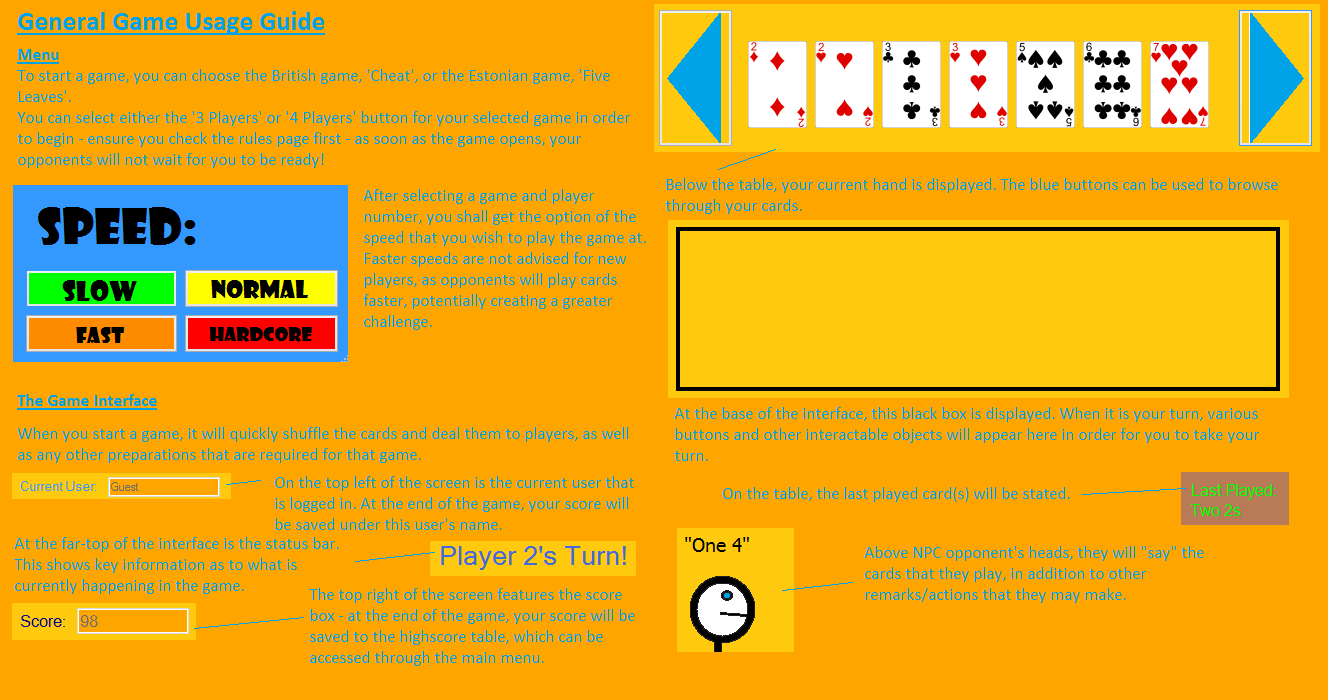 General Game Usage Guide
Menu
To start a game, you can choose the British game, 'Cheat', or the Estonian game, 'Five
Leaves'.
You can select either the '3 Players' or '4 Players' button for your selected game in order
to begin - ensure you check the rules page first - as soon as the game opens, your
opponents will not wait for you to be ready!
SPEED:
SLOW
NORMAL
FAST
HARDCORE
After selecting a game and player
number, you shall get the option of the
speed that you wish to play the game at.
Faster speeds are not advised for new
players, as opponents will play cards
faster, potentially creating a greater
challenge.
The Game Interface
When you start a game, it will quickly shuffle the cards and deal them to players, as well
as any other preparations that are required for that game.
Current User: Guest
On the top left of the screen is the current user that
is logged in. At the end of the game, your score will
be saved under this user's name.
At the far-top of the interface is the status bar.
This shows key information as to what is
currently happening in the game.
Player 2's Turn!
Score: 98
The top right of the screen features the score
box - at the end of the game, your score will be
saved to the highscore table, which can be
accessed through the main menu.
2 2 3 3 5 6 7
2 2 3 3 5 6 7
Below the table, your current hand is displayed. The blue buttons can be used to browse
through your cards.
At the base of the interface, this black box is displayed. When it is your turn, various
buttons and other interactable objects will appear here in order for you to take your
turn.
On the table, the last played card(s) will be stated.
Last Played:
Two 2s.
"One 4"
Above NPC opponent's heads, they will "say" the
cards that they play, in addition to other
remarks/actions that they may make.